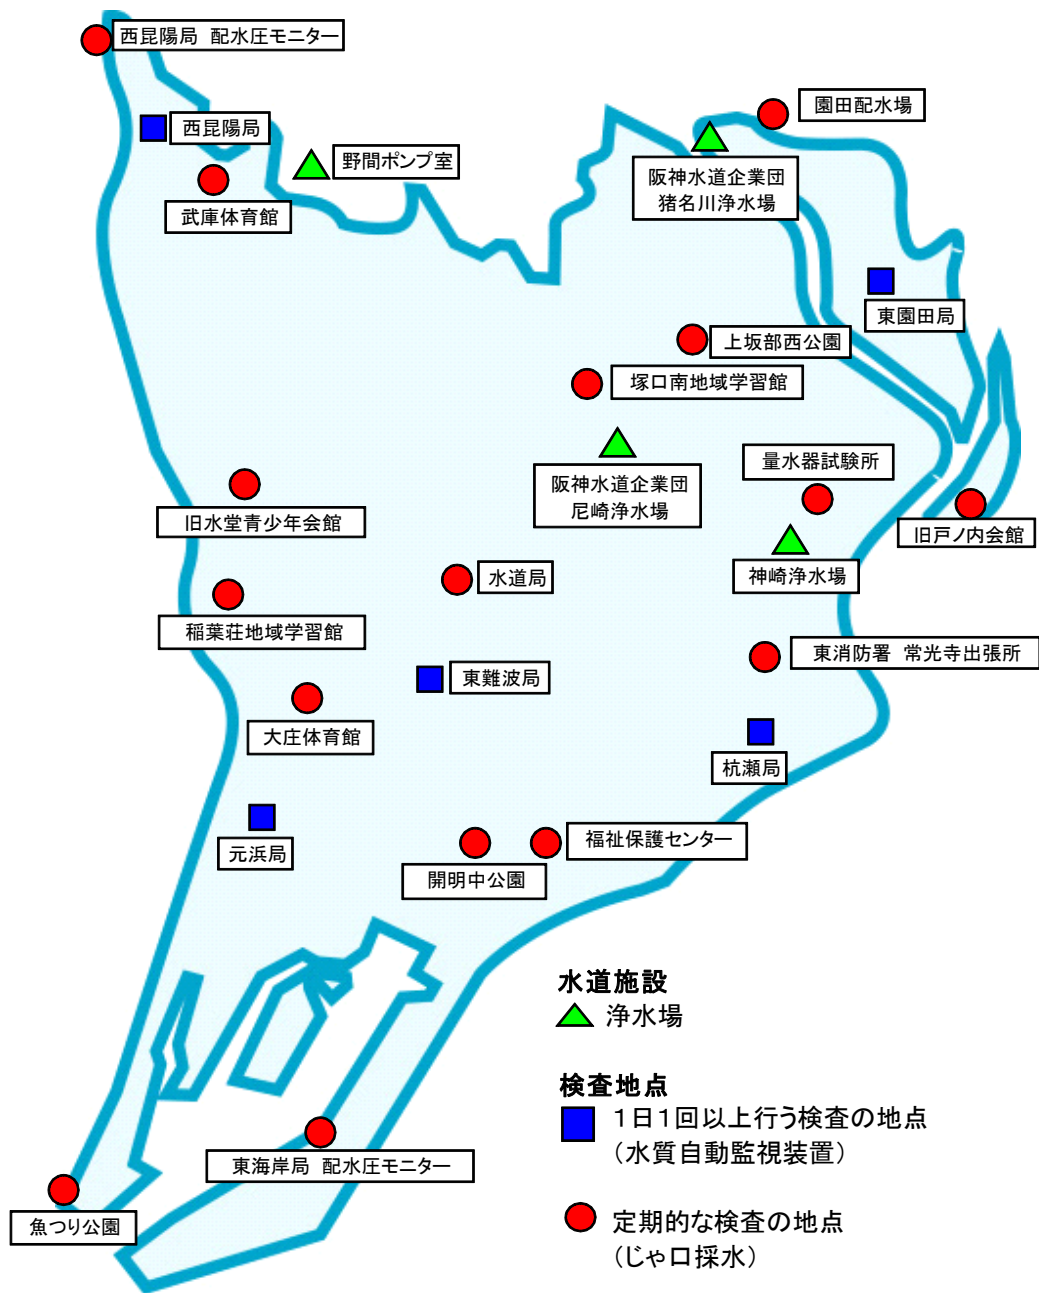 西昆陽局 配水圧モニター
園田配水場
西昆陽局
野間ポンプ室
阪神水道企業団
猪名川浄水場
武庫体育館
東園田局
上坂部西公園
塚口南地域学習館
量水器試験所
阪神水道企業団
尼崎浄水場
旧水堂青少年会館
旧戸ノ内会館
水道局
神崎浄水場
稲葉荘地域学習館
東消防署 常光寺出張所
東難波局
大庄体育館
杭瀬局
福祉保護センター
元浜局
開明中公園
水道施設
浄水場
検査地点
1日1回以上行う検査の地点
(水質自動監視装置)
東海岸局 配水圧モニター
魚つり公園
定期的な検査の地点
(じゃ口採水)